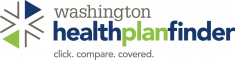 washington
healthplanfinder
click. compare. covered.